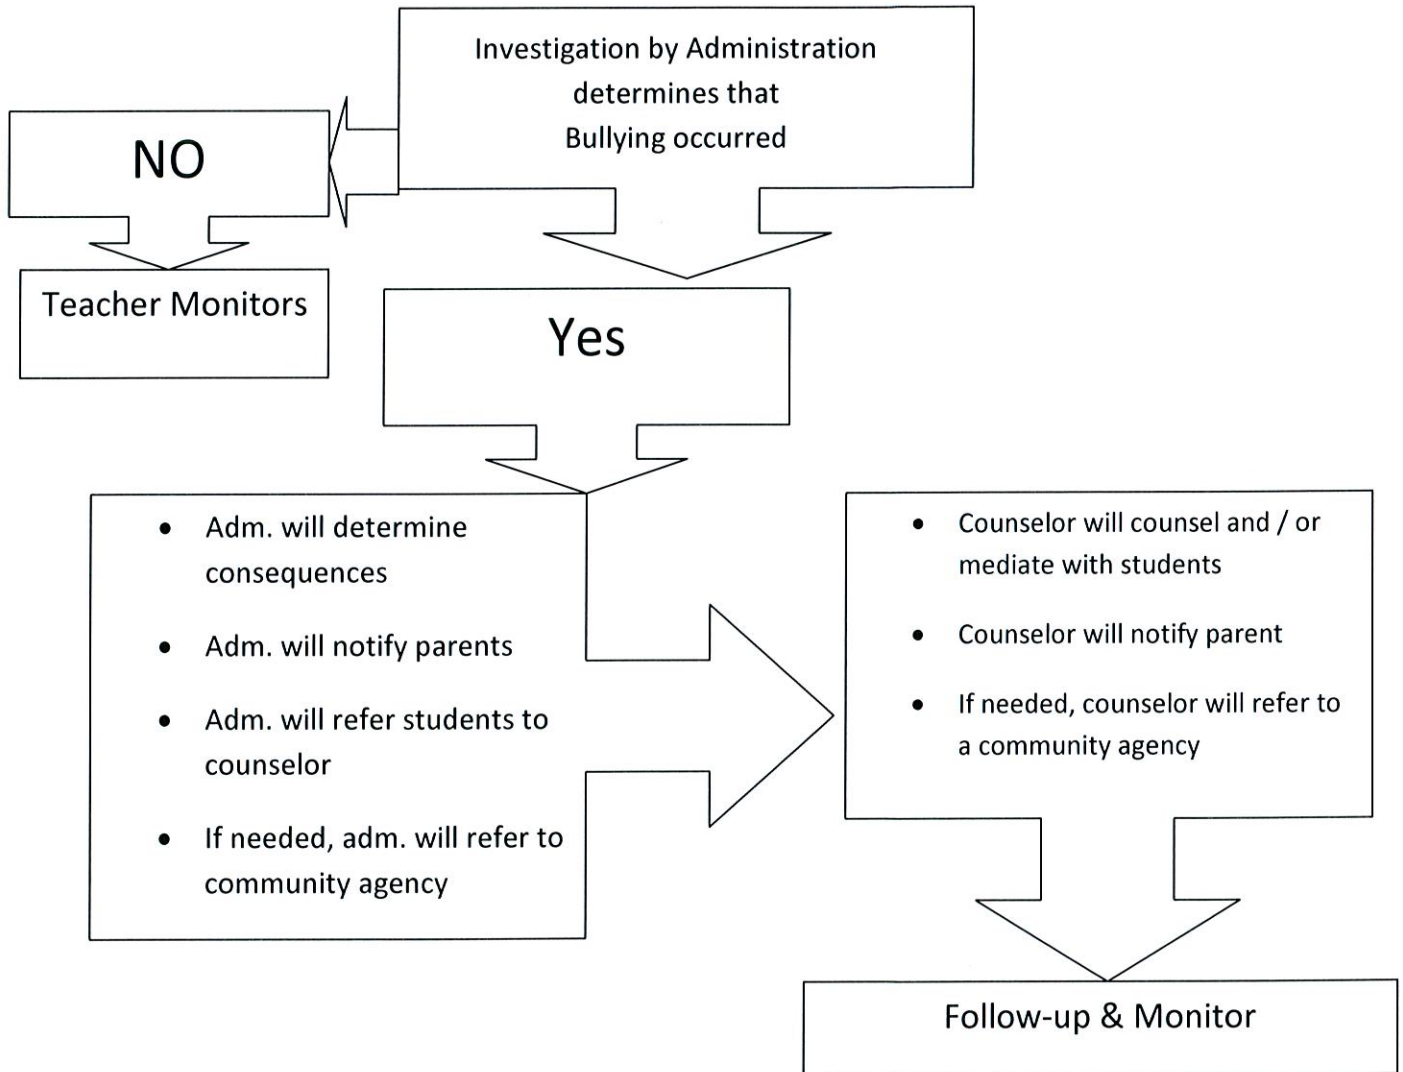 Investigation by Administration
determines that
Bullying occurred
NO
Teacher Monitors
Yes
• Adm. will determine
consequences
• Adm. will notify parents
• Adm. will refer students to
counselor
• If needed, adm. will refer to
community agency
• Counselor will counsel and / or
mediate with students
• Counselor will notify parent
• If needed, counselor will refer to
a community agency
Follow-up & Monitor